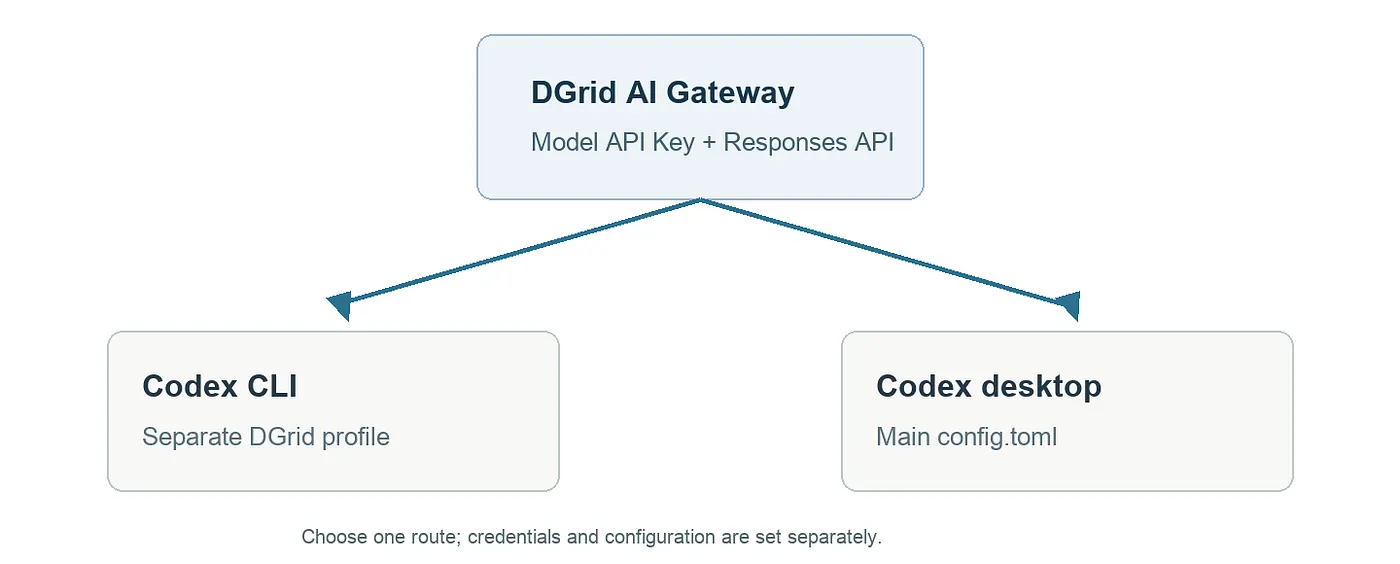 DGrid AI Gateway
Model API Key + Responses API
Codex CLI
Separate DGrid profile
Codex desktop
Main config.toml
Choose one route; credentials and configuration are set separately.